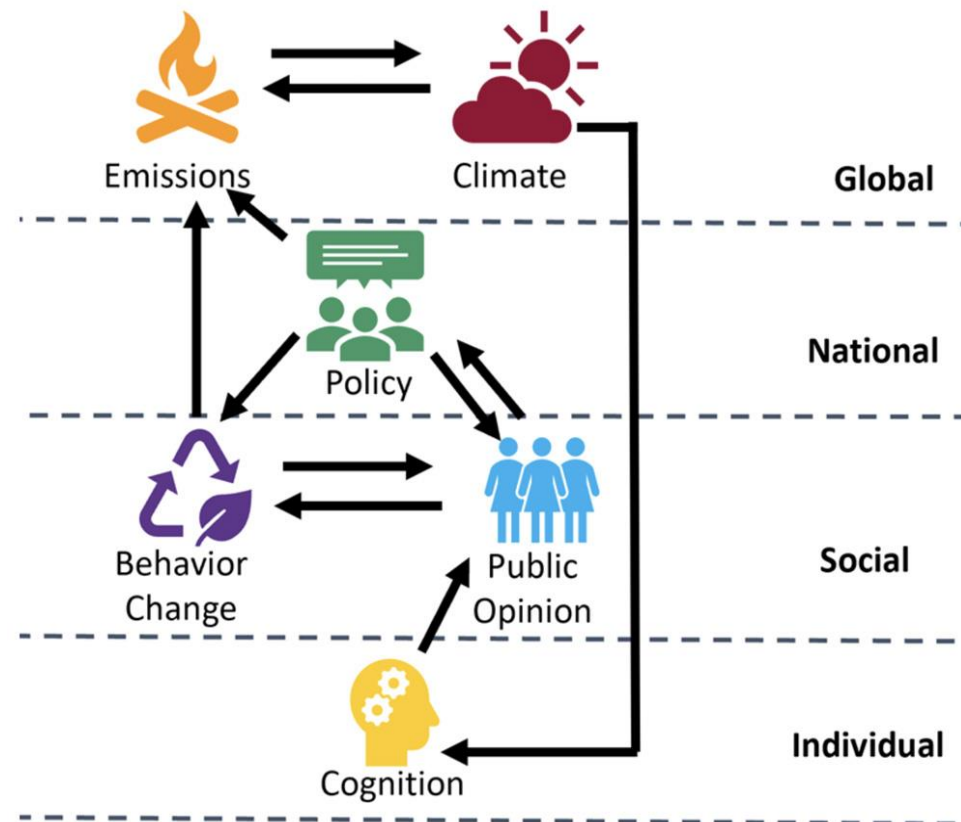 Emissions
Climate
Global
Policy
National
Behavior
Change
Public
Opinion
Social
Cognition
Individual